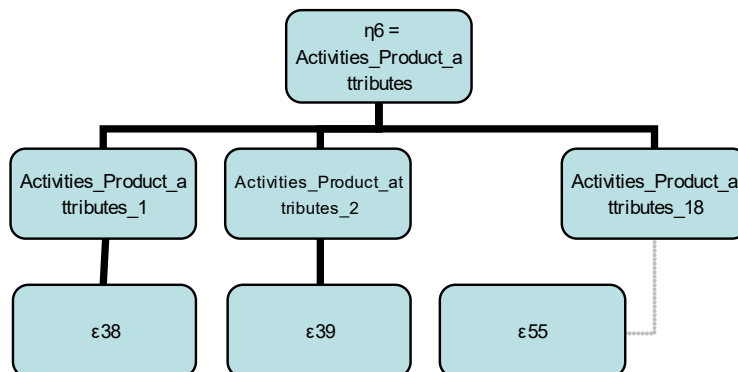 η6 =
Activities_Product_a
ttributes
Activities_Product_a
ttributes_1
Activities_Product_at
tributes_2
Activities_Product_a
ttributes_18
ε38
ε39
ε55